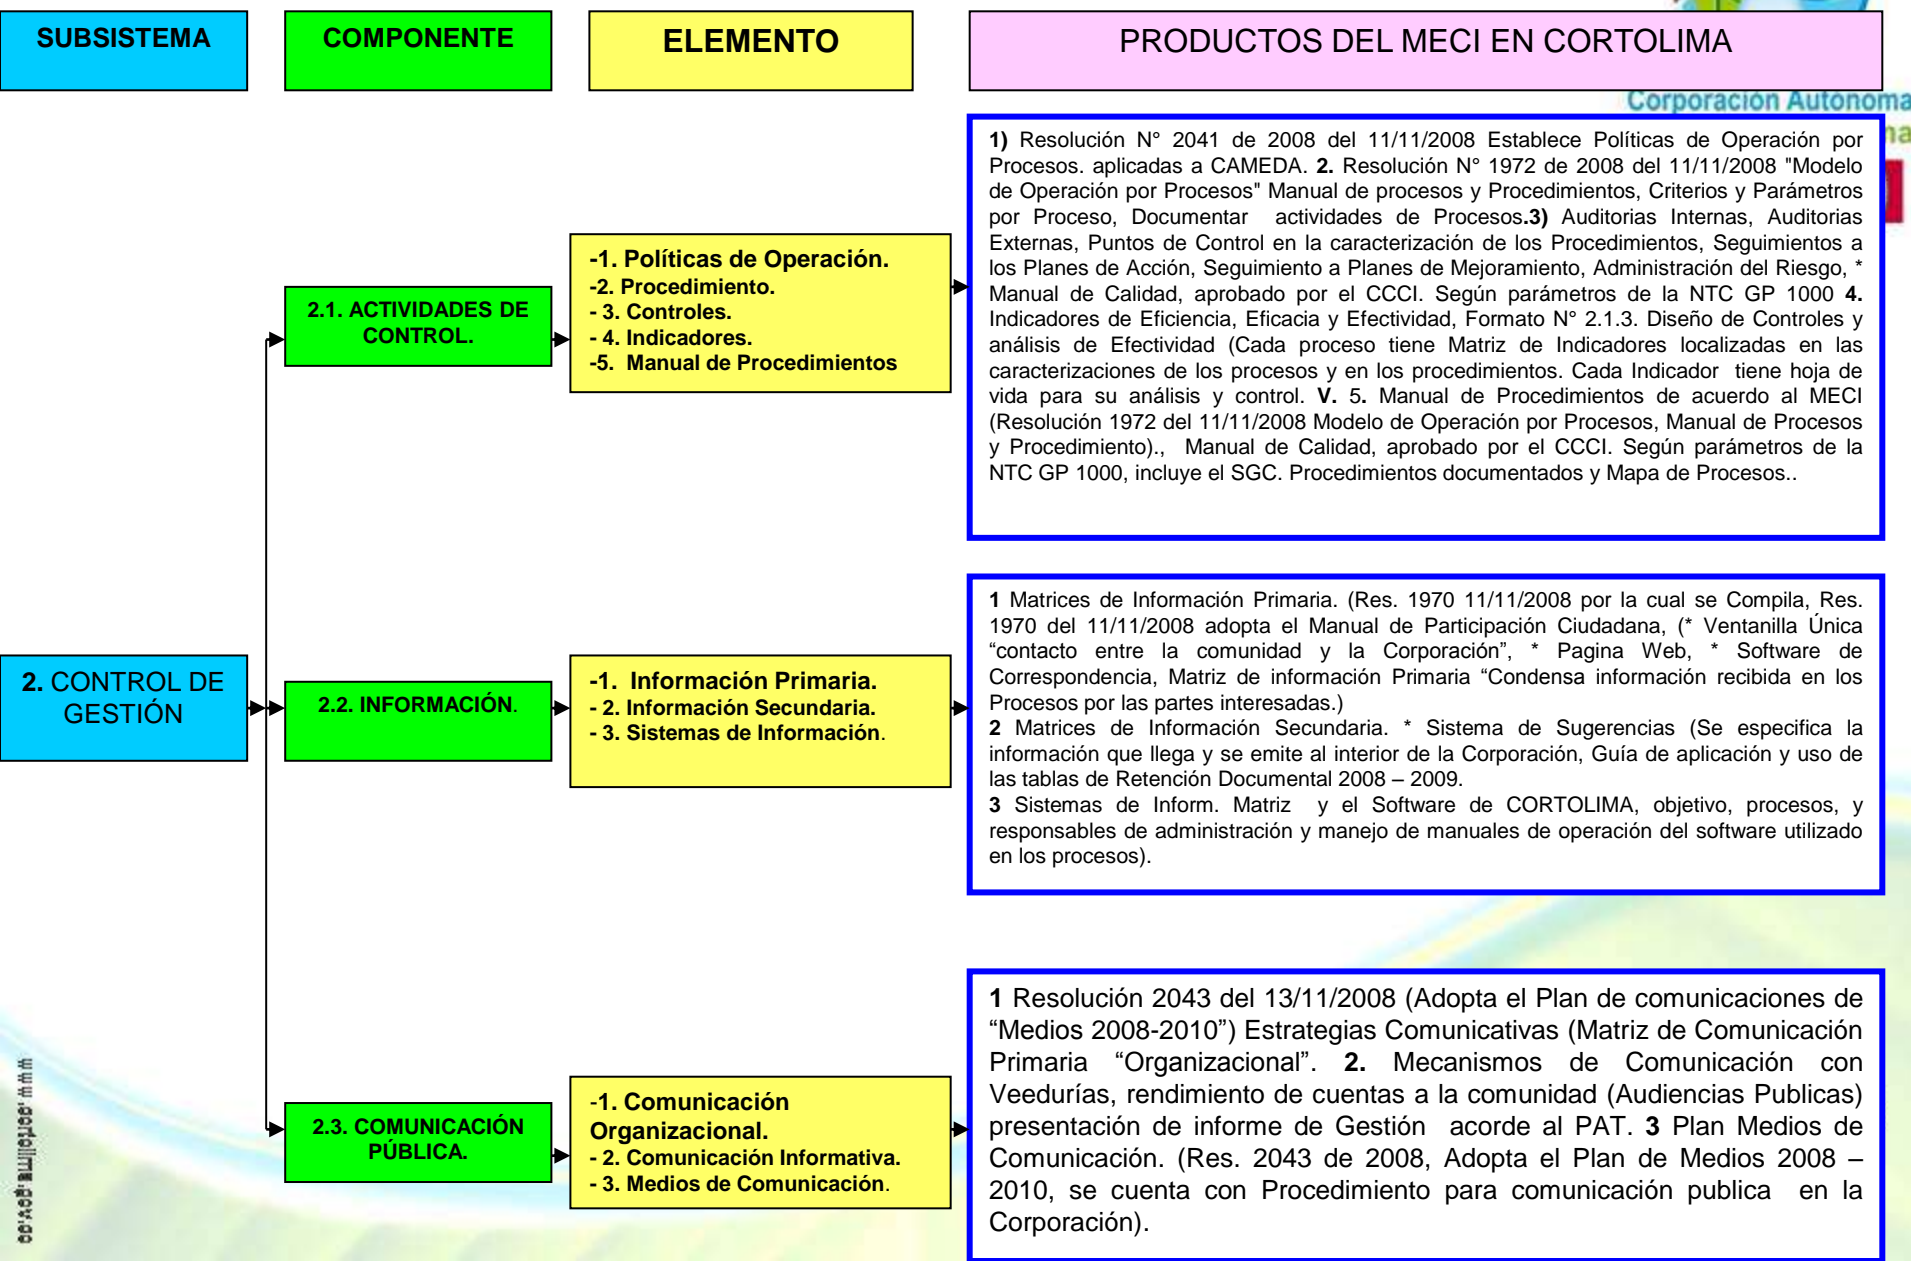 SUBSISTEMA
COMPONENTE
ELEMENTO
PRODUCTOS DEL MECI EN CORTOLIMA
Corporación Autónoma
2. CONTROL DE
GESTIÓN
2.1. ACTIVIDADES DE
CONTROL.
-1. Políticas de Operación.
-2. Procedimiento.
- 3. Controles.
- 4. Indicadores.
-5. Manual de Procedimientos
1) Resolución N° 2041 de 2008 del 11/11/2008 Establece Políticas de Operación por
Procesos. aplicadas a CAMEDA. 2. Resolución N° 1972 de 2008 del 11/11/2008 "Modelo
de Operación por Procesos" Manual de procesos y Procedimientos, Criterios y Parámetros
por Proceso, Documentar actividades de Procesos.3) Auditorias Internas, Auditorias
Externas, Puntos de Control en la caracterización de los Procedimientos, Seguimientos a
los Planes de Acción, Seguimiento a Planes de Mejoramiento, Administración del Riesgo, *
Manual de Calidad, aprobado por el CCCI. Según parámetros de la NTC GP 1000 4.
Indicadores de Eficiencia, Eficacia y Efectividad, Formato N° 2.1.3. Diseño de Controles y
análisis de Efectividad (Cada proceso tiene Matriz de Indicadores localizadas en las
caracterizaciones de los procesos y en los procedimientos. Cada Indicador tiene hoja de
vida para su análisis y control. V. 5. Manual de Procedimientos de acuerdo al MECI
(Resolución 1972 del 11/11/2008 Modelo de Operación por Procesos, Manual de Procesos
y Procedimiento)., Manual de Calidad, aprobado por el CCCI. Según parámetros de la
NTC GP 1000, incluye el SGC. Procedimientos documentados y Mapa de Procesos..
2.2. INFORMACIÓN.
-1. Información Primaria.
- 2. Información Secundaria.
- 3. Sistemas de Información.
1 Matrices de Información Primaria. (Res. 1970 11/11/2008 por la cual se Compila, Res.
1970 del 11/11/2008 adopta el Manual de Participación Ciudadana, (* Ventanilla Única
“contacto entre la comunidad y la Corporación”, * Pagina Web, * Software de
Correspondencia, Matriz de información Primaria “Condensa información recibida en los
Procesos por las partes interesadas.)
2 Matrices de Información Secundaria. * Sistema de Sugerencias (Se especifica la
información que llega y se emite al interior de la Corporación, Guía de aplicación y uso de
las tablas de Retención Documental 2008 – 2009.
3 Sistemas de Inform. Matriz y el Software de CORTOLIMA, objetivo, procesos, y
responsables de administración y manejo de manuales de operación del software utilizado
en los procesos).
2.3. COMUNICACIÓN
PÚBLICA.
-1. Comunicación
Organizacional.
- 2. Comunicación Informativa.
- 3. Medios de Comunicación.
1 Resolución 2043 del 13/11/2008 (Adopta el Plan de comunicaciones de
“Medios 2008-2010”) Estrategias Comunicativas (Matriz de Comunicación
Primaria “Organizacional”. 2. Mecanismos de Comunicación con
Veedurías, rendimiento de cuentas a la comunidad (Audiencias Publicas)
presentación de informe de Gestión acorde al PAT. 3 Plan Medios de
Comunicación. (Res. 2043 de 2008, Adopta el Plan de Medios 2008 –
2010, se cuenta con Procedimiento para comunicación publica en la
Corporación).
www.cortolima.gov.co